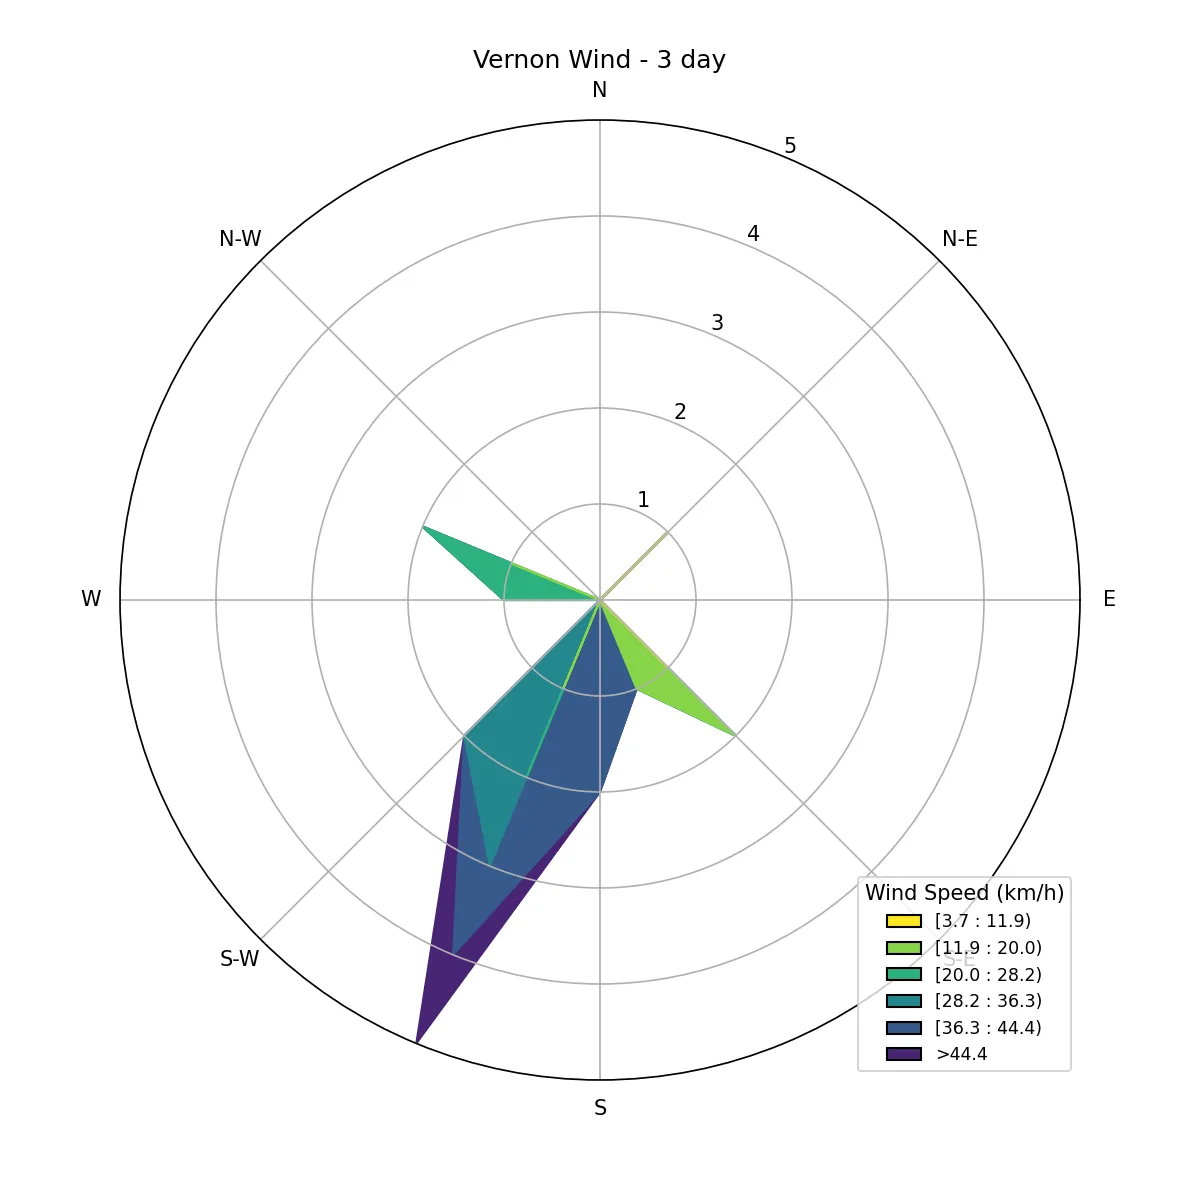 Vernon Wind - 3 day
N
5
N-W
4
N-E
3
2
1
W
E
Wind Speed (km/h)
[3.7 : 11.9)
[11.9 : 20.0)
S-W
S-E
[20.0 : 28.2)
[28.2 : 36.3)
[36.3 : 44.4)
>44.4
S